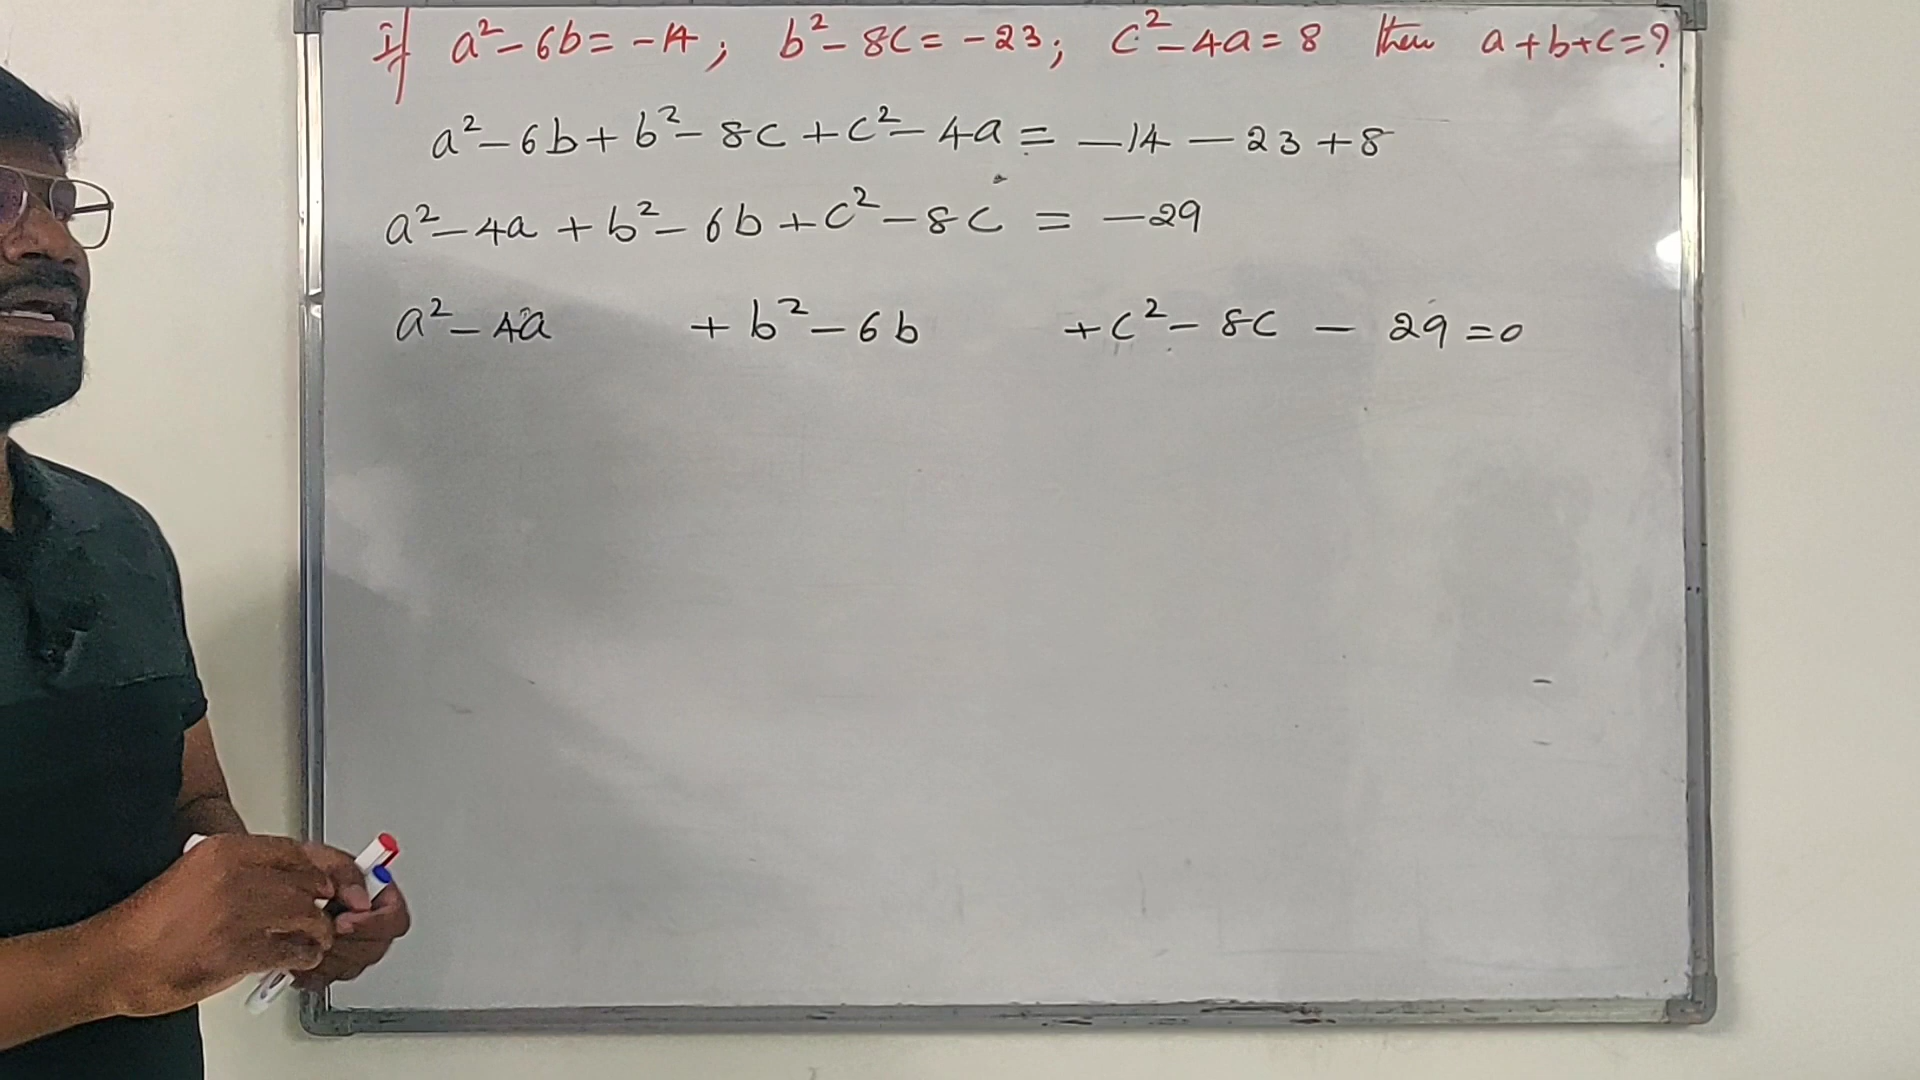 If a² - 6b = -14 ; b² - 8c = -23 ; c² - 4a = 8 then a + b + c = ?
a² - 6b + b² - 8c + c² - 4a = -14 - 23 + 8
a² - 4a + b² - 6b + c² - 8c = -29
a² - 4a + b² - 6b + c² - 8c - 29 = 0